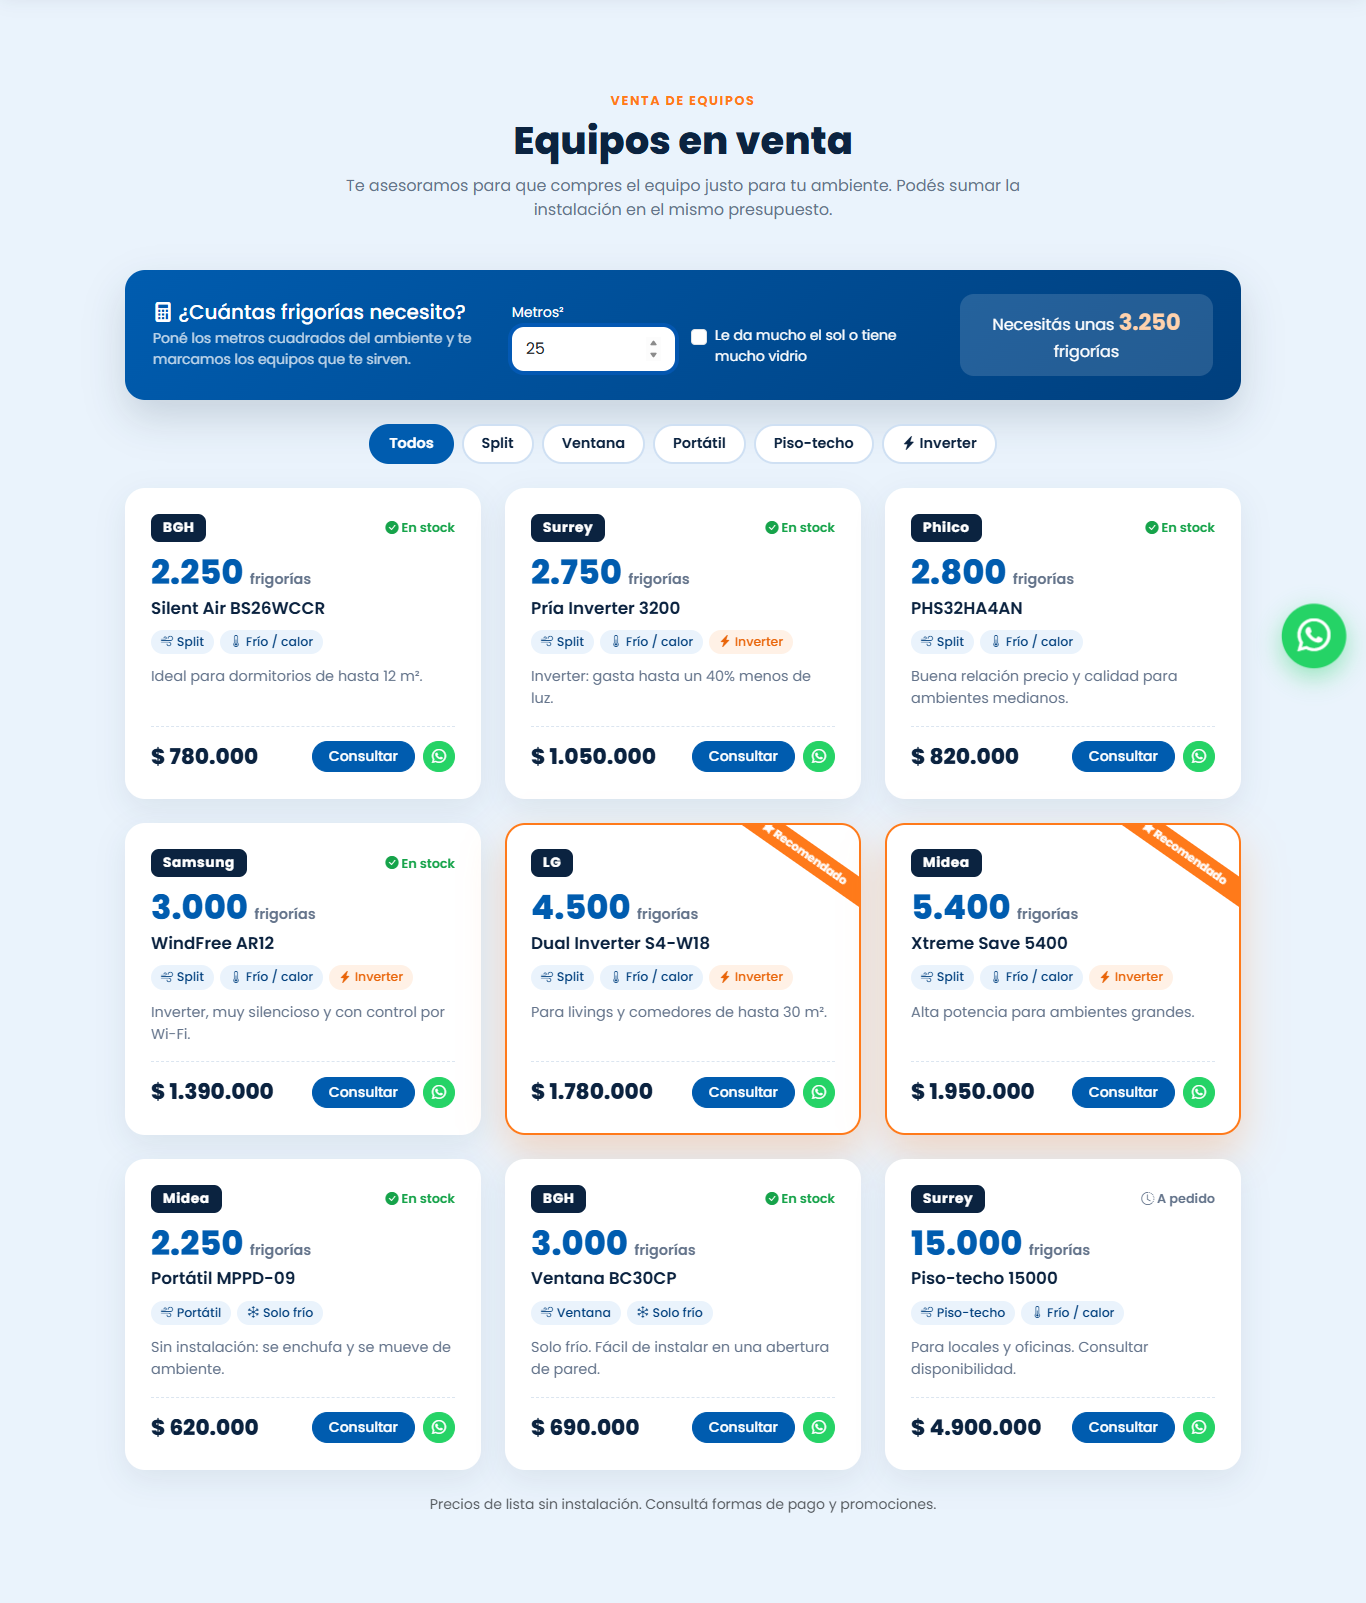 VENTA DE EQUIPOS
Equipos en venta
Te asesoramos para que compres el equipo justo para tu ambiente. Podés sumar la
instalación en el mismo presupuesto.
¿Cuántas frigorías necesito?
Poné los metros cuadrados del ambiente y te
marcamos los equipos que te sirven.
Metros²
25
Le da mucho el sol o tiene
mucho vidrio
Necesitás unas 3.250
frigorías
Todos
Split
Ventana
Portátil
Piso-techo
Inverter
BGH
En stock
2.250 frigorías
Silent Air BS26WCCR
Split
Frío / calor
Ideal para dormitorios de hasta 12 m².
$ 780.000
Consultar
Surrey
En stock
2.750 frigorías
Pría Inverter 3200
Split
Frío / calor
Inverter
Inverter: gasta hasta un 40% menos de
luz.
$ 1.050.000
Consultar
Philco
En stock
2.800 frigorías
PHS32HA4AN
Split
Frío / calor
Buena relación precio y calidad para
ambientes medianos.
$ 820.000
Consultar
Samsung
En stock
3.000 frigorías
WindFree AR12
Split
Frío / calor
Inverter
Inverter, muy silencioso y con control por
Wi-Fi.
$ 1.390.000
Consultar
LG
Recomendado
4.500 frigorías
Dual Inverter S4-W18
Split
Frío / calor
Inverter
Para livings y comedores de hasta 30 m².
$ 1.780.000
Consultar
Midea
Recomendado
5.400 frigorías
Xtreme Save 5400
Split
Frío / calor
Inverter
Alta potencia para ambientes grandes.
$ 1.950.000
Consultar
Midea
En stock
2.250 frigorías
Portátil MPPD-09
Portátil
Solo frío
Sin instalación: se enchufa y se mueve de
ambiente.
$ 620.000
Consultar
BGH
En stock
3.000 frigorías
Ventana BC30CP
Ventana
Solo frío
Solo frío. Fácil de instalar en una abertura
de pared.
$ 690.000
Consultar
Surrey
A pedido
15.000 frigorías
Piso-techo 15000
Piso-techo
Frío / calor
Para locales y oficinas. Consultar
disponibilidad.
$ 4.900.000
Consultar
Precios de lista sin instalación. Consultá formas de pago y promociones.